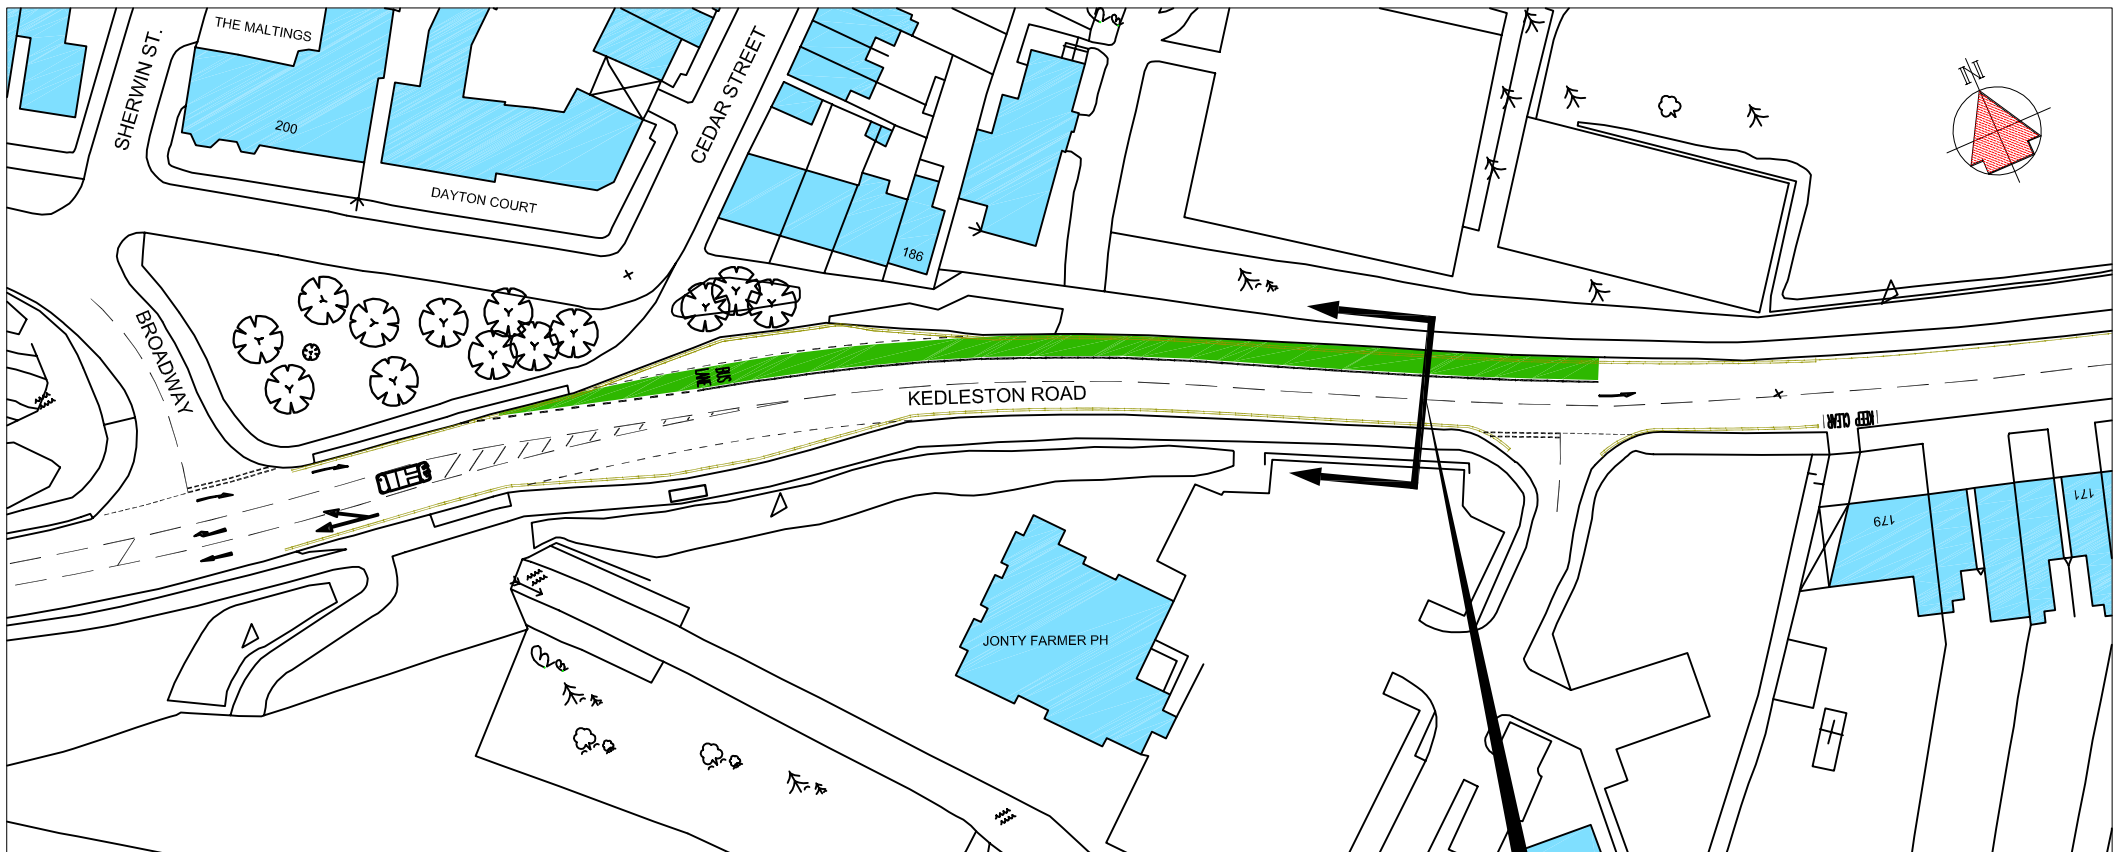 THE MALTINGS
SHERWIN ST.
200
DAYTON COURT
CEDAR STREET
186
N
BROADWAY
BUS
LANE
KEDLESTON ROAD
KEEP CLEAR
179
171
JONTY FARMER PH